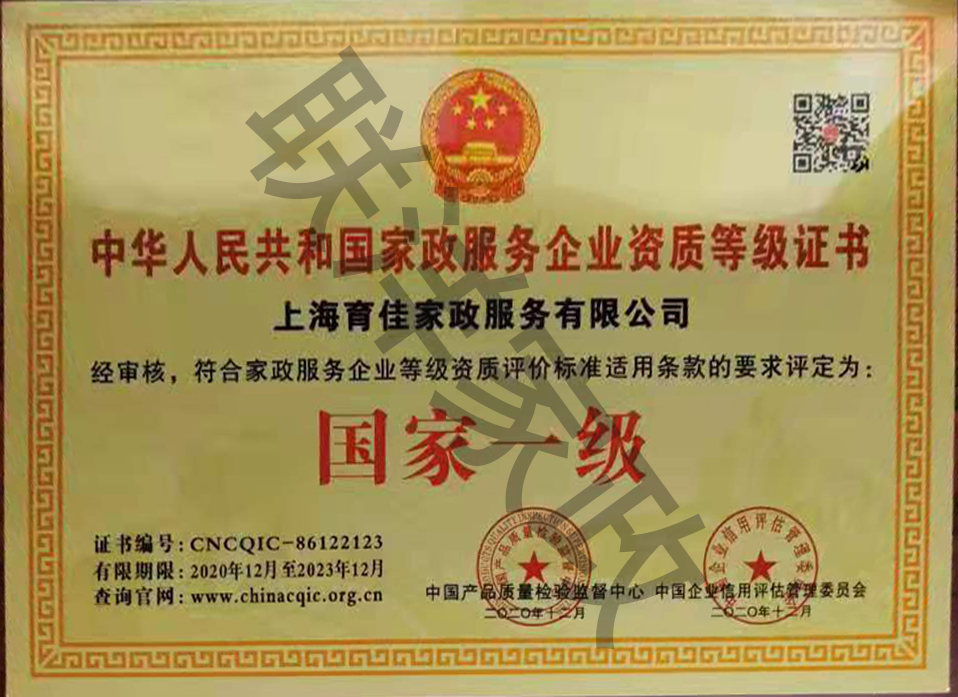 中华人民共和国家政服务企业资质等级证书
上海育佳家政服务有限公司
经审核，符合家政服务企业等级资质评价标准适用条款的要求评定为：
国家一级
证书编号：CNCQIC-86122123
有限期限：2020年12月至2023年12月
查询官网：www.chinacqic.org.cn
中国产品质量检验监督中心
二〇二〇年十二月
中国企业信用评估管理委员会
二〇二〇年十二月
家政